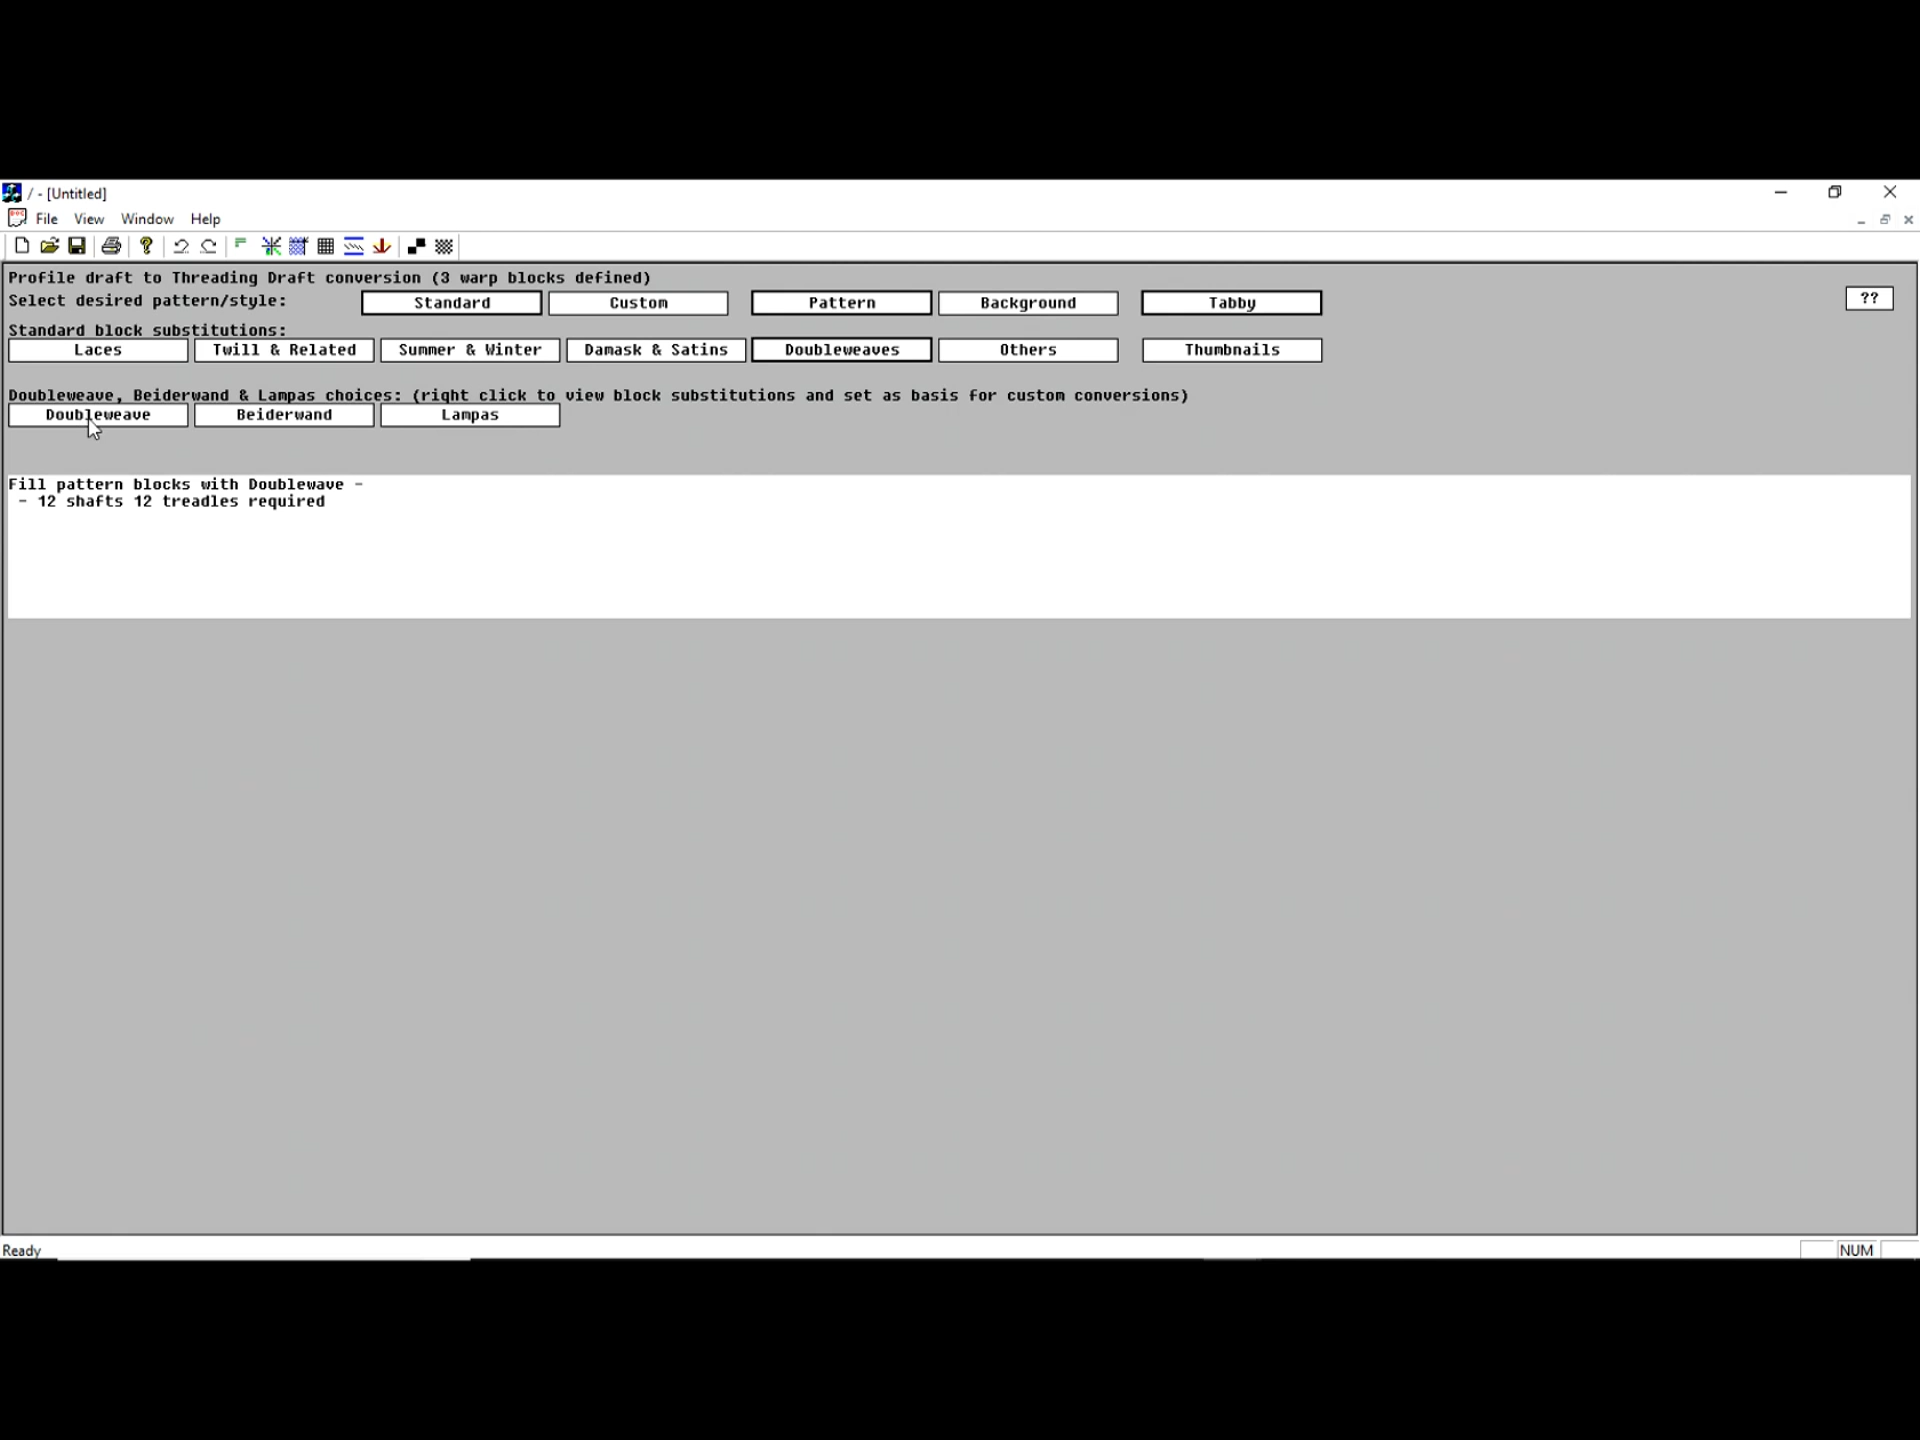 / - [Untitled]
File View Window Help
Profile draft to Threading Draft conversion (3 warp blocks defined)
Select desired pattern/style: Standard Custom Pattern Background Tabby ??
Standard block substitutions:
Laces Twill & Related Summer & Winter Damask & Satins Doubleweaves Others Thumbnails
Doubleweave, Beiderwand & Lampas choices: (right click to view block substitutions and set as basis for custom conversions)
Doubleweave Beiderwand Lampas
Fill pattern blocks with Doublewave -
- 12 shafts 12 treadles required
Ready NUM